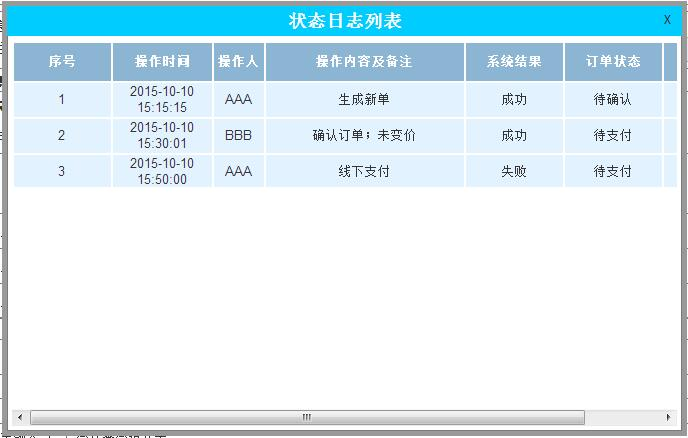 状态日志列表
X
序号 操作时间 操作人 操作内容及备注 系统结果 订单状态
1 2015-10-10 15:15:15 AAA 生成新单 成功 待确认
2 2015-10-10 15:30:01 BBB 确认订单；未变价 成功 待支付
3 2015-10-10 15:50:00 AAA 线下支付 失败 待支付